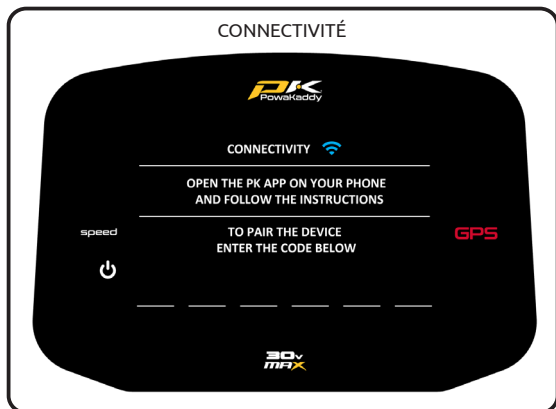 CONNECTIVITÉ
PK
PowaKaddy
CONNECTIVITY
OPEN THE PK APP ON YOUR PHONE
AND FOLLOW THE INSTRUCTIONS
speed
TO PAIR THE DEVICE
ENTER THE CODE BELOW
GPS
30v
MAX